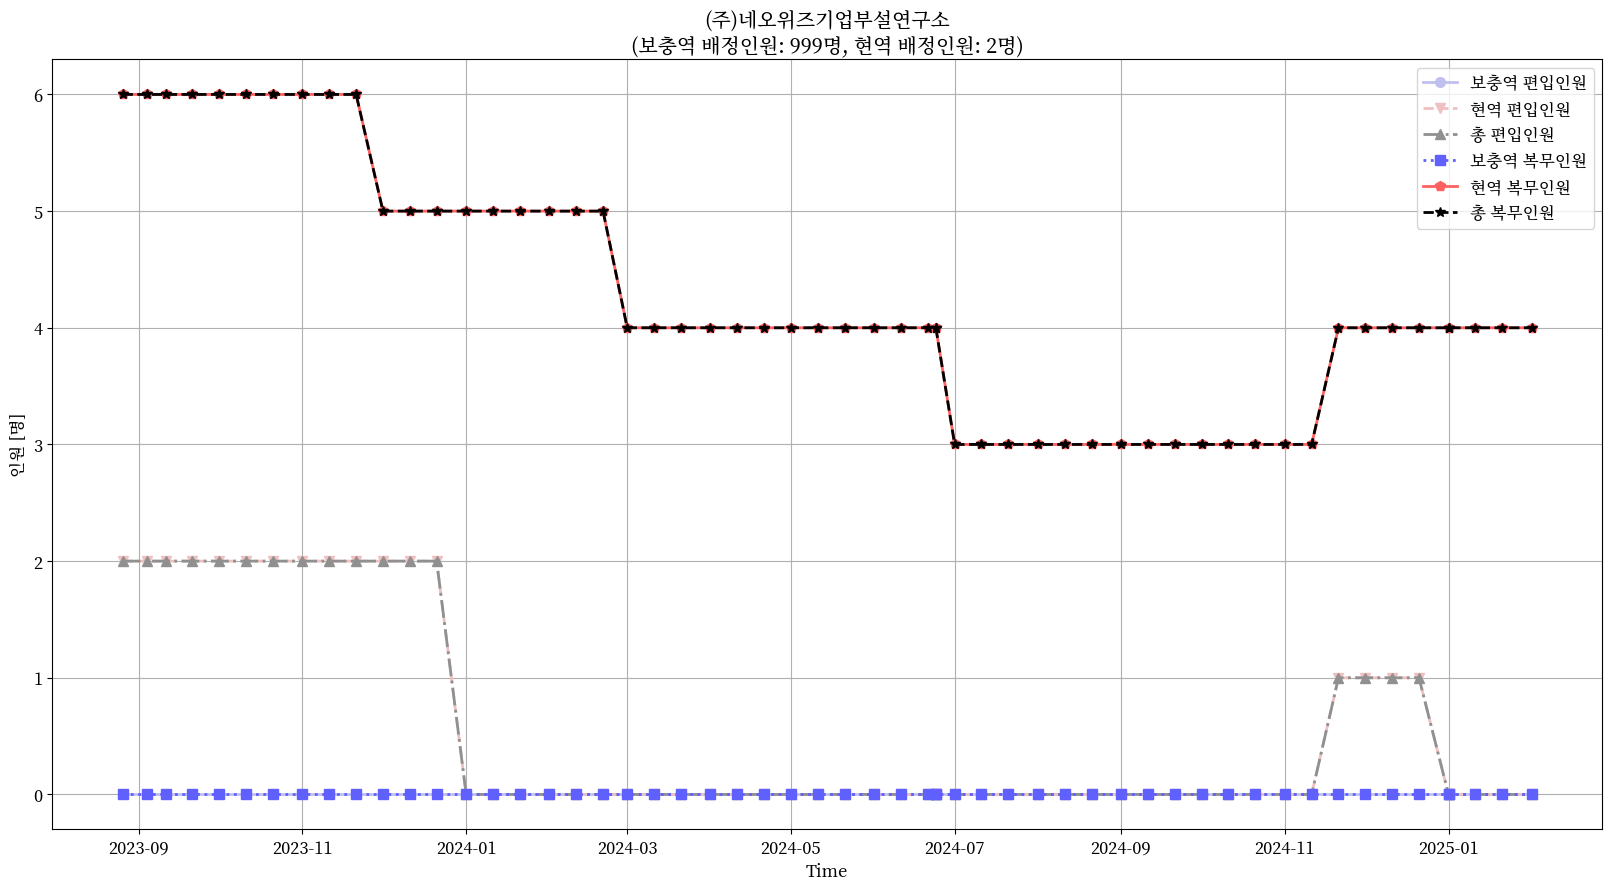 (주)네오위즈기업부설연구소
(보충역 배정인원: 999명, 현역 배정인원: 2명)
보충역 편입인원
현역 편입인원
총 편입인원
보충역 복무인원
현역 복무인원
총 복무인원
인원 [명]
6
5
4
3
2
1
0
2023-09
2023-11
2024-01
2024-03
2024-05
2024-07
2024-09
2024-11
2025-01
Time